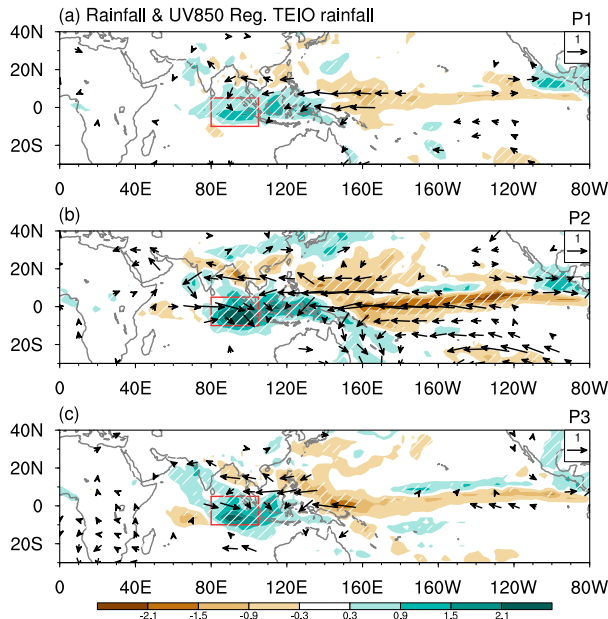 (a) Rainfall & UV850 Reg. TEIO rainfall P1
40N
20N
0
20S
1
0 40E 80E 120E 160E 160W 120W 80W
(b) P2
40N
20N
0
20S
1
0 40E 80E 120E 160E 160W 120W 80W
(c) P3
40N
20N
0
20S
1
0 40E 80E 120E 160E 160W 120W 80W
-2.1 -1.5 -0.9 -0.3 0.3 0.9 1.5 2.1